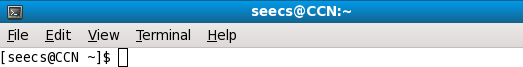 seecs@CCN:~
File Edit View Terminal Help
[seecs@CCN ~]$